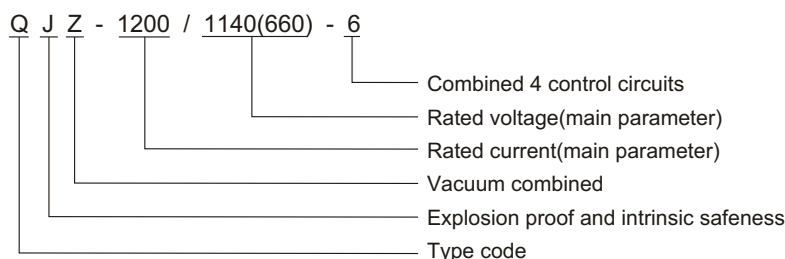 Q J Z - 1200 / 1140(660) - 6
Combined 4 control circuits
Rated voltage(main parameter)
Rated current(main parameter)
Vacuum combined
Explosion proof and intrinsic safeness
Type code